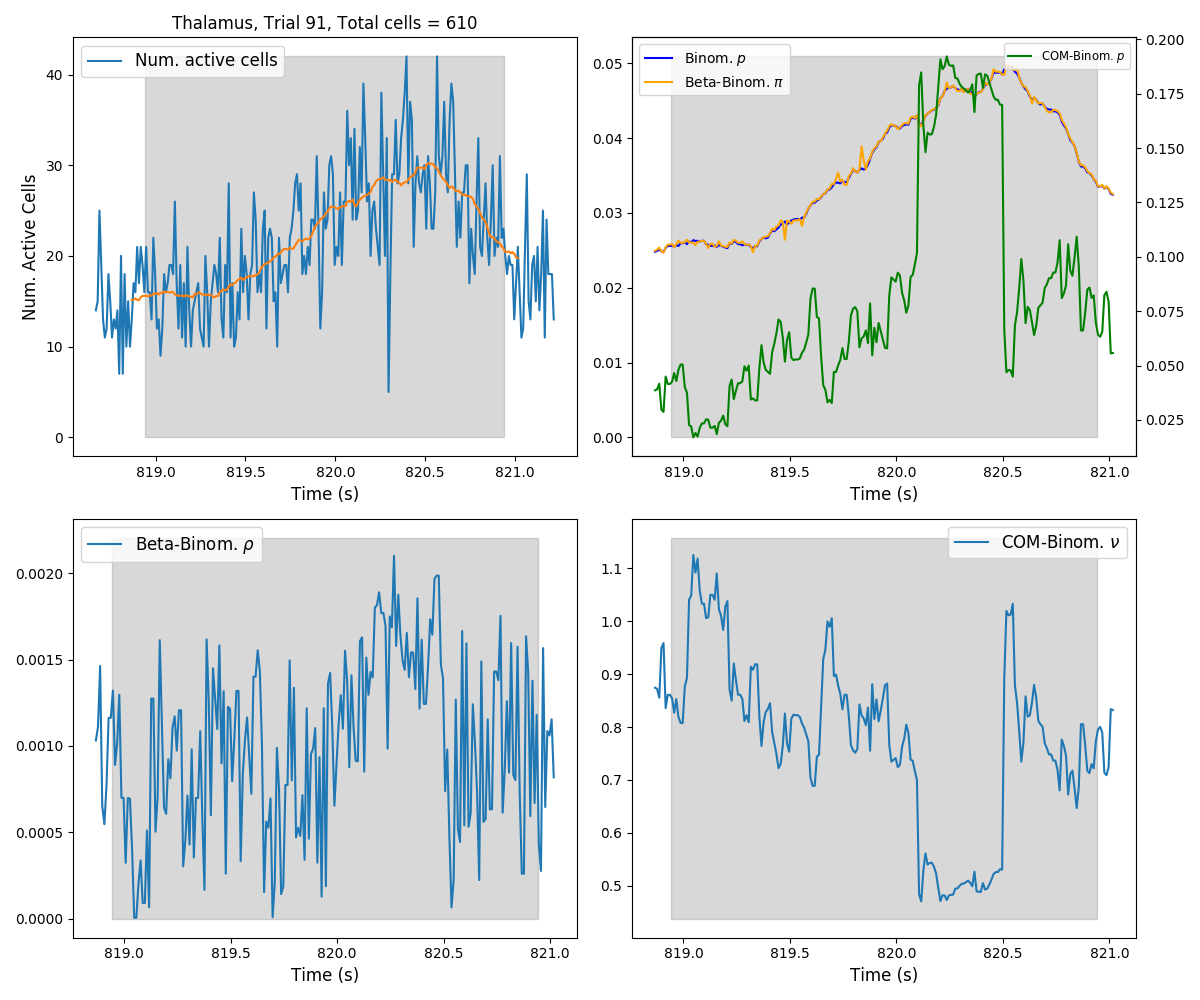 Thalamus, Trial 91, Total cells = 610
Num. active cells
Num. Active Cells
40
30
20
10
0
819.0 819.5 820.0 820.5 821.0
Time (s)
Binom. p
Beta-Binom. π
COM-Binom. p
0.05
0.04
0.03
0.02
0.01
0.00
0.200
0.175
0.150
0.125
0.100
0.075
0.050
0.025
819.0 819.5 820.0 820.5 821.0
Time (s)
Beta-Binom. ρ
0.0020
0.0015
0.0010
0.0005
0.0000
819.0 819.5 820.0 820.5 821.0
Time (s)
COM-Binom. ν
1.1
1.0
0.9
0.8
0.7
0.6
0.5
819.0 819.5 820.0 820.5 821.0
Time (s)